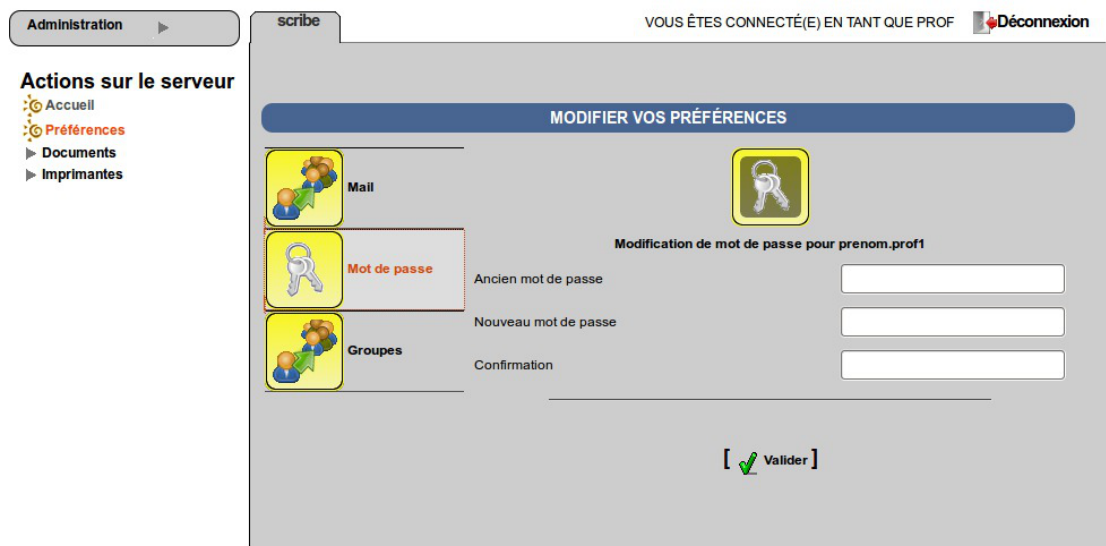 Administration
scribe
VOUS ÊTES CONNECTÉ(E) EN TANT QUE PROF
Déconnexion
Actions sur le serveur
Accueil
Préférences
Documents
Imprimantes
MODIFIER VOS PRÉFÉRENCES
Mail
Mot de passe
Groupes
Modification de mot de passe pour prenom.prof1
Ancien mot de passe
Nouveau mot de passe
Confirmation
[ Valider ]